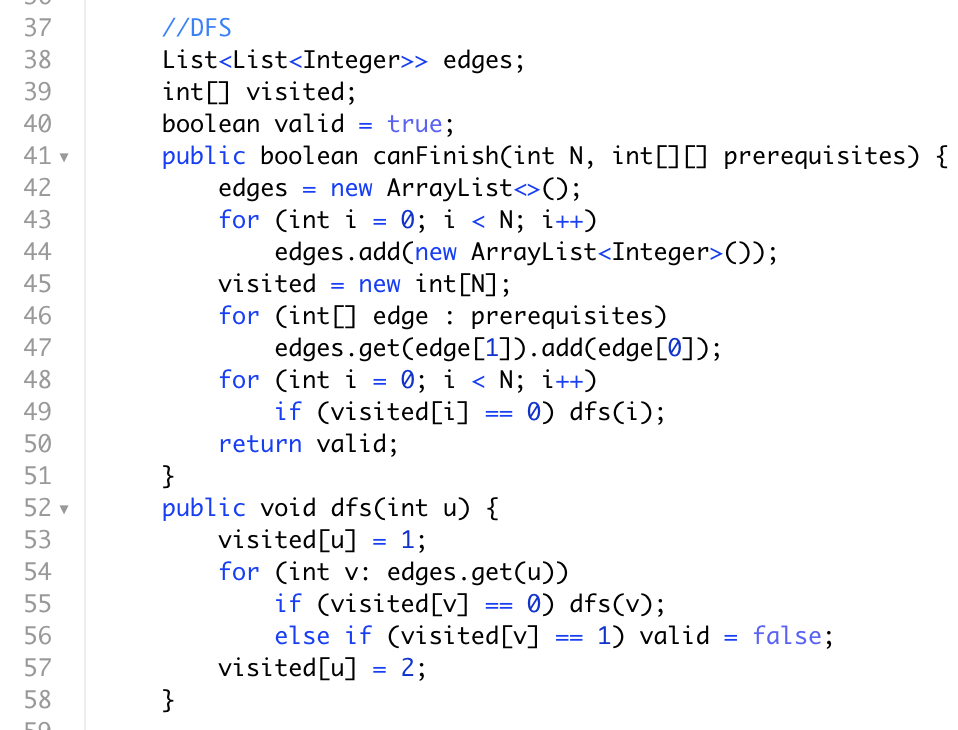 37 //DFS
38 List<List<Integer>> edges;
39 int[] visited;
40 boolean valid = true;
41 ▼ public boolean canFinish(int N, int[][] prerequisites) {
42 edges = new ArrayList<>();
43 for (int i = 0; i < N; i++)
44 edges.add(new ArrayList<Integer>());
45 visited = new int[N];
46 for (int[] edge : prerequisites)
47 edges.get(edge[1]).add(edge[0]);
48 for (int i = 0; i < N; i++)
49 if (visited[i] == 0) dfs(i);
50 return valid;
51 }
52 ▼ public void dfs(int u) {
53 visited[u] = 1;
54 for (int v: edges.get(u))
55 if (visited[v] == 0) dfs(v);
56 else if (visited[v] == 1) valid = false;
57 visited[u] = 2;
58 }